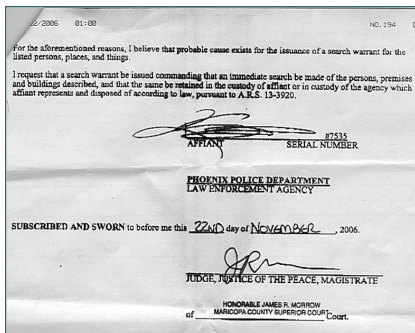 22/2006 01:00 NO. 194
For the aforementioned reasons, I believe that probable cause exists for the issuance of a search warrant for the
listed persons, places, and things.
I request that a search warrant be issued commanding that an immediate search be made of the persons, premises
and buildings described, and that the same be retained in the custody of affiant or in custody of the agency which
affiant represents and disposed of according to law, pursuant to A.R.S. 13-3920.
#7535
AFFIANT SERIAL NUMBER
PHOENIX POLICE DEPARTMENT
LAW ENFORCEMENT AGENCY
SUBSCRIBED AND SWORN to before me this 22ND day of NOVEMBER, 2006.
JUDGE, JUSTICE OF THE PEACE, MAGISTRATE
HONORABLE JAMES R. MORROW
of MARICOPA COUNTY SUPERIOR COURT Court.